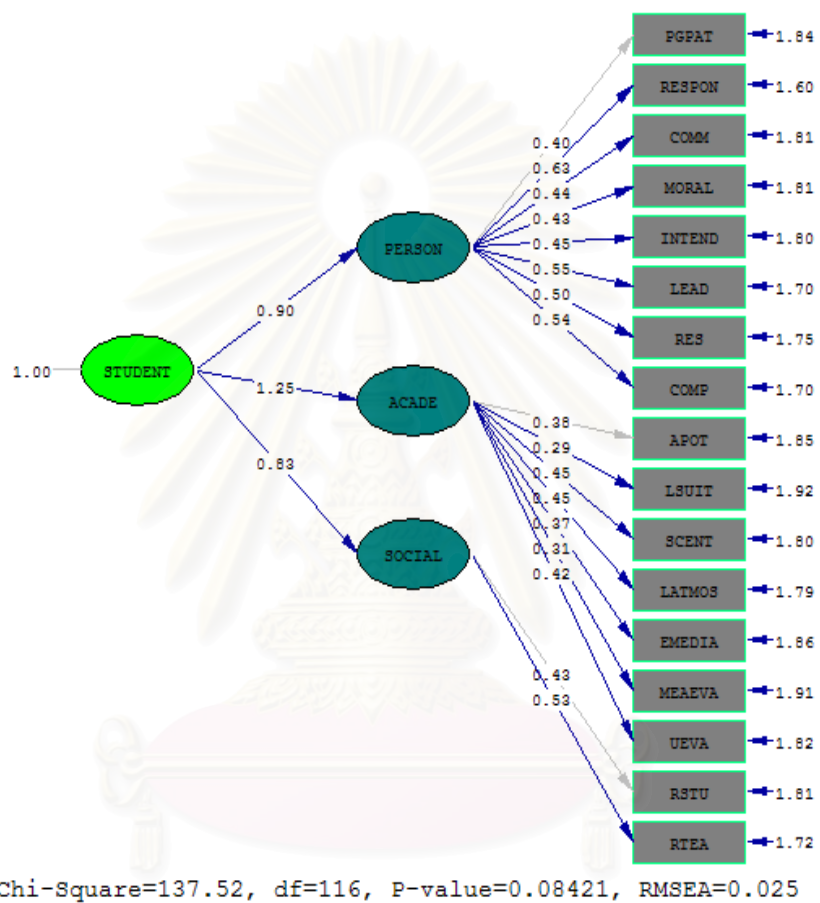 PGPAT 1.84
RESPON 1.60
COMM 1.81
MORAL 1.81
INTEND 1.80
LEAD 1.70
RES 1.75
COMP 1.70
APOT 1.85
LSUIT 1.92
SCENT 1.80
LATMOS 1.79
EMEDIA 1.86
MEAEVA 1.91
UEVA 1.82
RSTU 1.81
RTEA 1.72
0.40
0.63
0.44
0.43
0.45
0.55
0.50
0.54
PERSON
0.90
1.00 STUDENT
1.25
ACADE
0.83
0.38
0.29
0.45
0.45
0.37
0.31
0.42
SOCIAL
0.43
0.53
Chi-Square=137.52, df=116, P-value=0.08421, RMSEA=0.025